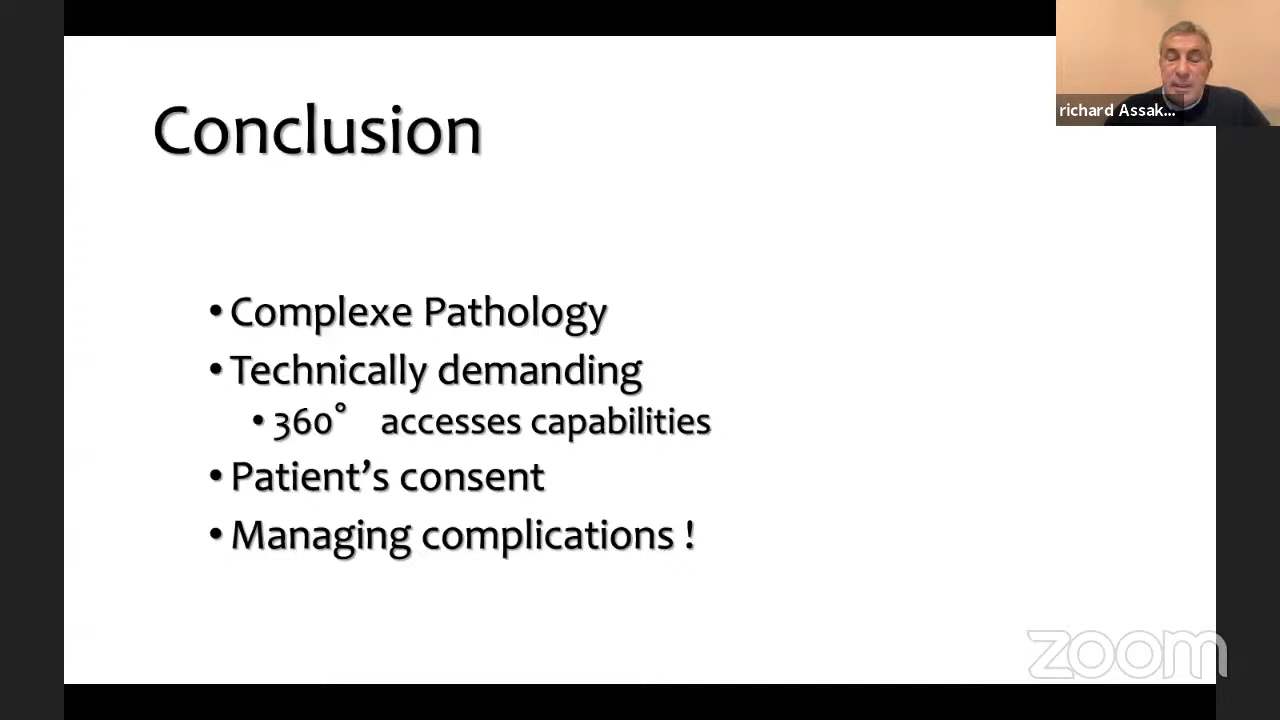 richard Assak...
Conclusion
• Complexe Pathology
• Technically demanding
• 360° accesses capabilities
• Patient’s consent
• Managing complications !
zoom